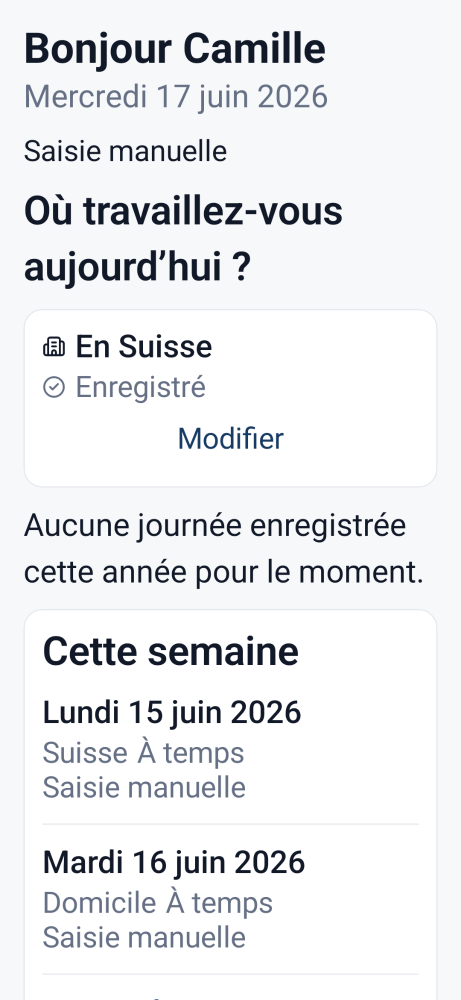 Bonjour Camille
Mercredi 17 juin 2026
Saisie manuelle
Où travaillez-vous
aujourd’hui ?
En Suisse
Enregistré
Modifier
Aucune journée enregistrée
cette année pour le moment.
Cette semaine
Lundi 15 juin 2026
Suisse À temps
Saisie manuelle
Mardi 16 juin 2026
Domicile À temps
Saisie manuelle